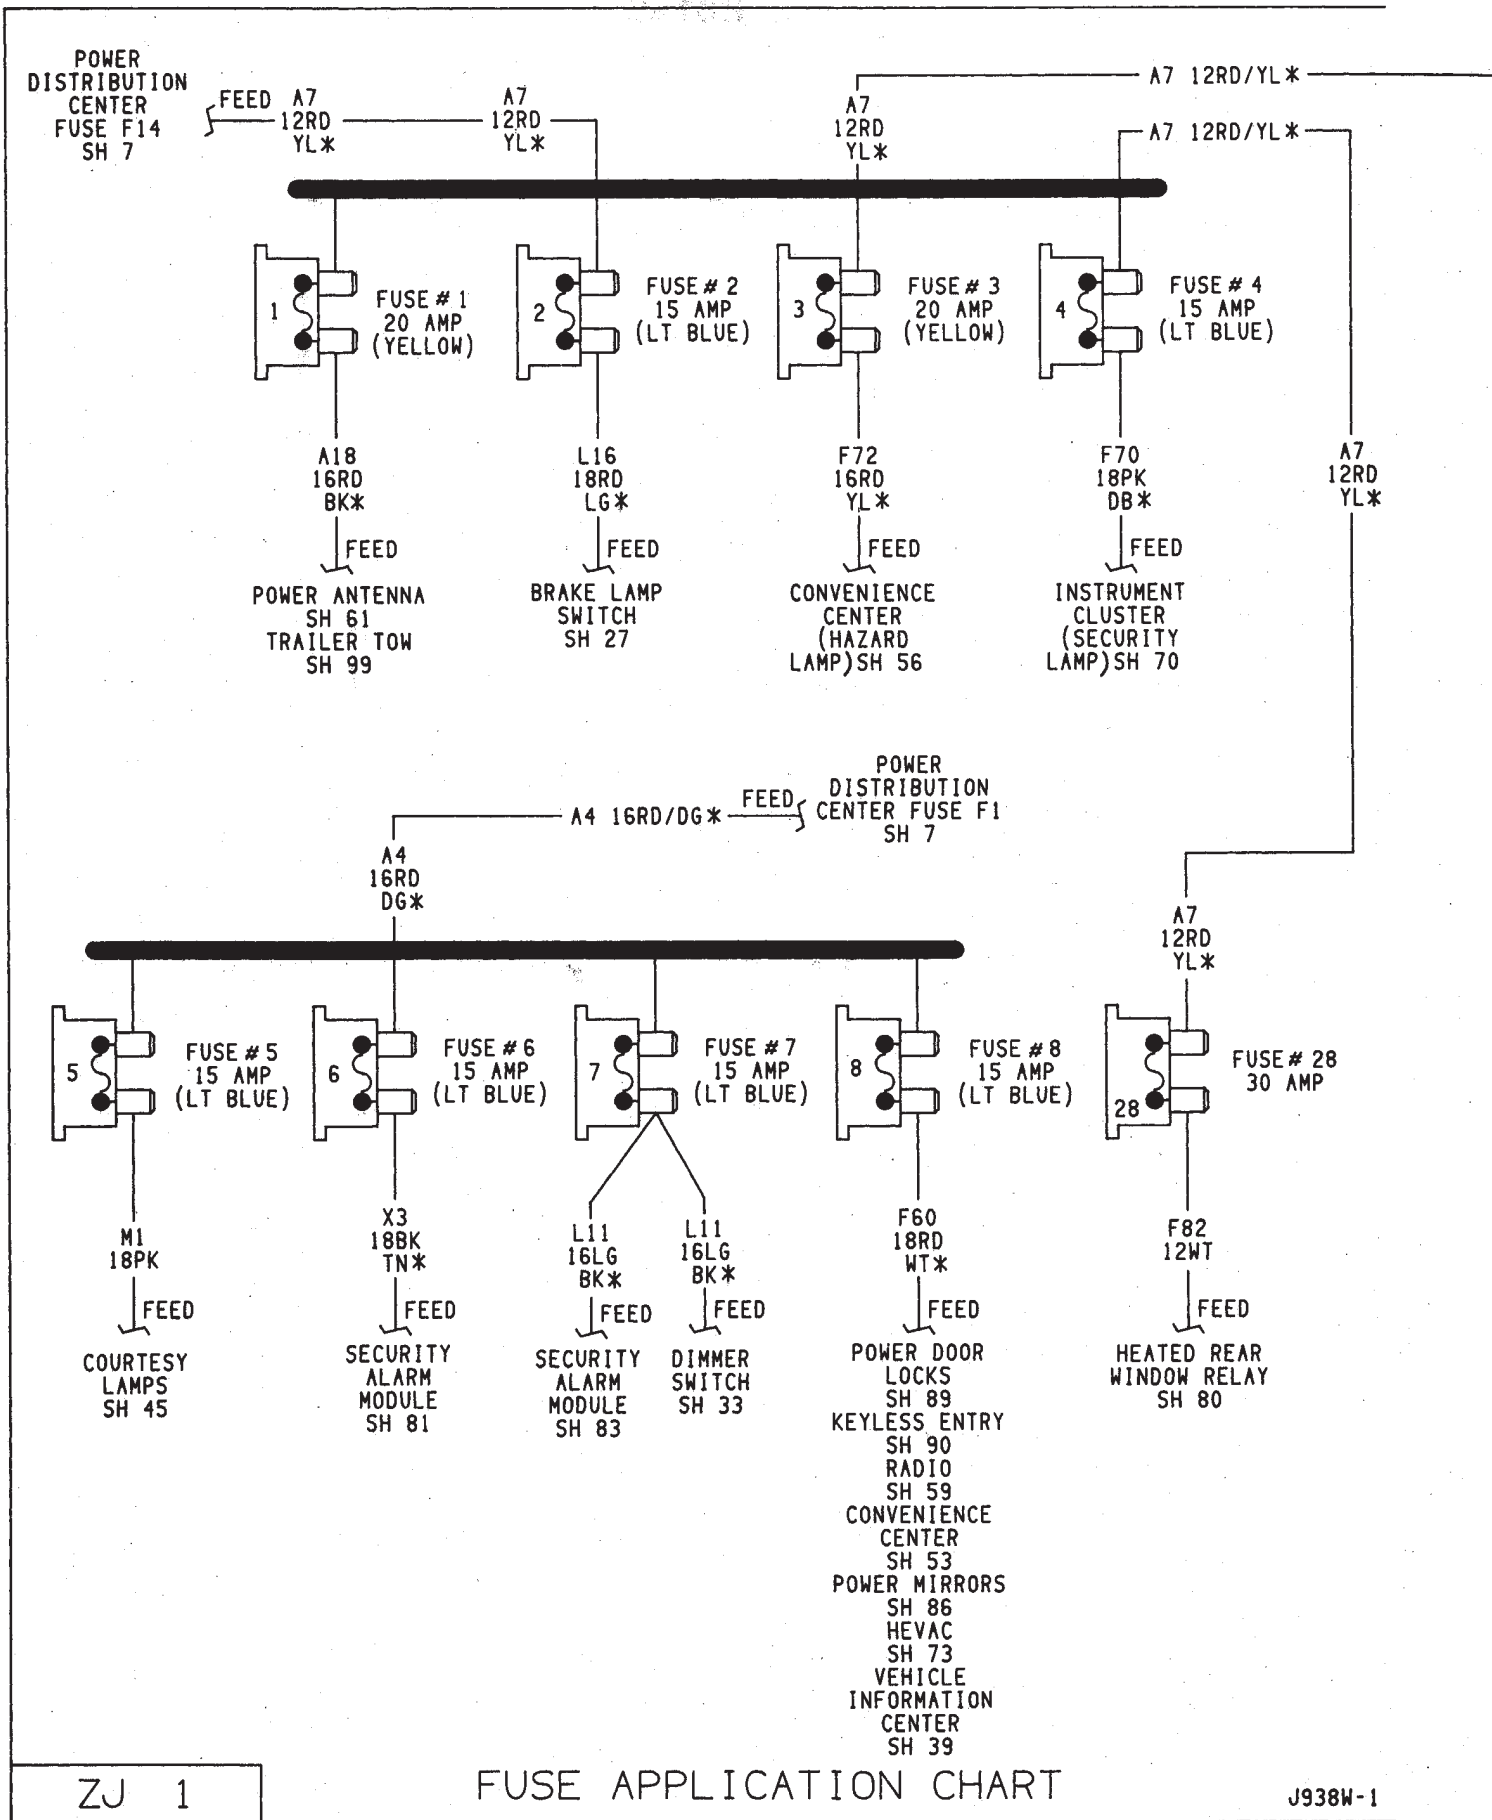 POWER
DISTRIBUTION
CENTER
FUSE F14
SH 7
FEED
A7
12RD
YL*
A7
12RD
YL*
A7
12RD
YL*
A7 12RD/YL*
A7 12RD/YL*
1
FUSE # 1
20 AMP
(YELLOW)
2
FUSE # 2
15 AMP
(LT BLUE)
3
FUSE # 3
20 AMP
(YELLOW)
4
FUSE # 4
15 AMP
(LT BLUE)
A18
16RD
BK*
FEED
POWER ANTENNA
SH 61
TRAILER TOW
SH 99
L16
18RD
LG*
FEED
BRAKE LAMP
SWITCH
SH 27
F72
16RD
YL*
FEED
CONVENIENCE
CENTER
(HAZARD
LAMP)SH 56
F70
18PK
DB*
FEED
INSTRUMENT
CLUSTER
(SECURITY
LAMP)SH 70
A7
12RD
YL*
A4 16RD/DG*
FEED
POWER
DISTRIBUTION
CENTER FUSE F1
SH 7
A4
16RD
DG*
A7
12RD
YL*
5
FUSE # 5
15 AMP
(LT BLUE)
6
FUSE # 6
15 AMP
(LT BLUE)
7
FUSE # 7
15 AMP
(LT BLUE)
8
FUSE # 8
15 AMP
(LT BLUE)
28
FUSE # 28
30 AMP
M1
18PK
FEED
COURTESY
LAMPS
SH 45
X3
18BK
TN*
FEED
SECURITY
ALARM
MODULE
SH 81
L11
16LG
BK*
FEED
SECURITY
ALARM
MODULE
SH 83
L11
16LG
BK*
FEED
DIMMER
SWITCH
SH 33
F60
18RD
WT*
FEED
POWER DOOR
LOCKS
SH 89
KEYLESS ENTRY
SH 90
RADIO
SH 59
CONVENIENCE
CENTER
SH 53
POWER MIRRORS
SH 86
HEVAC
SH 73
VEHICLE
INFORMATION
CENTER
SH 39
F82
12WT
FEED
HEATED REAR
WINDOW RELAY
SH 80
ZJ 1
FUSE APPLICATION CHART
J938W-1